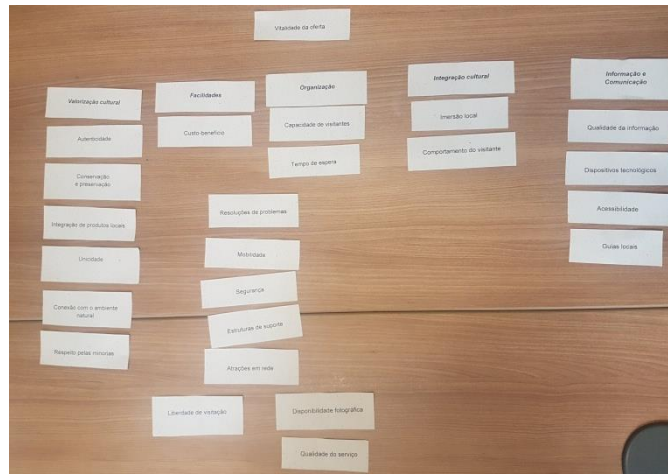 Vitalidade da oferta
Valorização cultural
Autenticidade
Conservação
e preservação
Integração de produtos locais
Unicidade
Conexão com o ambiente
natural
Respeito pelas minorias
Facilidades
Custo benefício
Organização
Capacidade de visitantes
Tempo de espera
Resoluções de problemas
Mobilidade
Segurança
Estruturas de suporte
Atrações em rede
Integração cultural
Imersão local
Comportamento do visitante
Informação e
Comunicação
Qualidade da informação
Dispositivos tecnológicos
Acessibilidade
Guias locais
Liberdade de visitação
Disponibilidade fotográfica
Qualidade do serviço